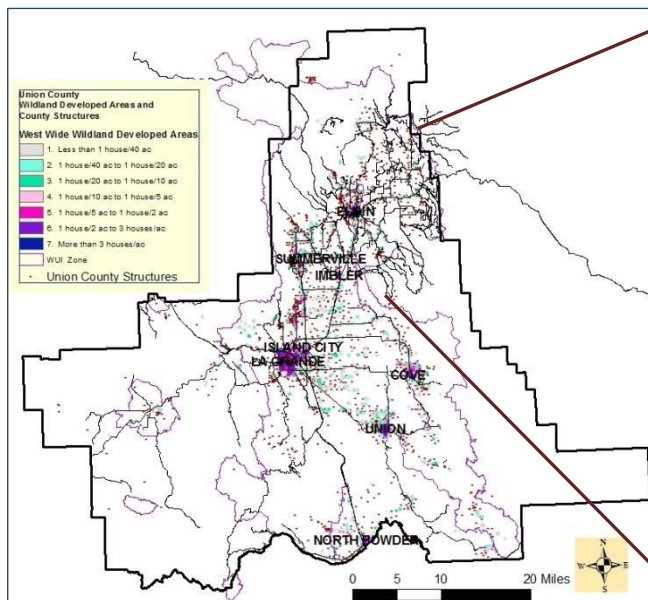 Union County
Wildland Developed Areas and
County Structures
West Wide Wildland Developed Areas
1. Less than 1 house/40 ac
2. 1 house/40 ac to 1 house/20 ac
3. 1 house/20 ac to 1 house/10 ac
4. 1 house/10 ac to 1 house/5 ac
5. 1 house/5 ac to 1 house/2 ac
6. 1 house/2 ac to 3 houses/ac
7. More than 3 houses/ac
WUI Zone
Union County Structures
ELGIN
SUMMERVILLE
IMBLER
ISLAND CITY
LA GRANDE
COVE
UNION
NORTH POWDER
N
W E
S
0 5 10 20 Miles